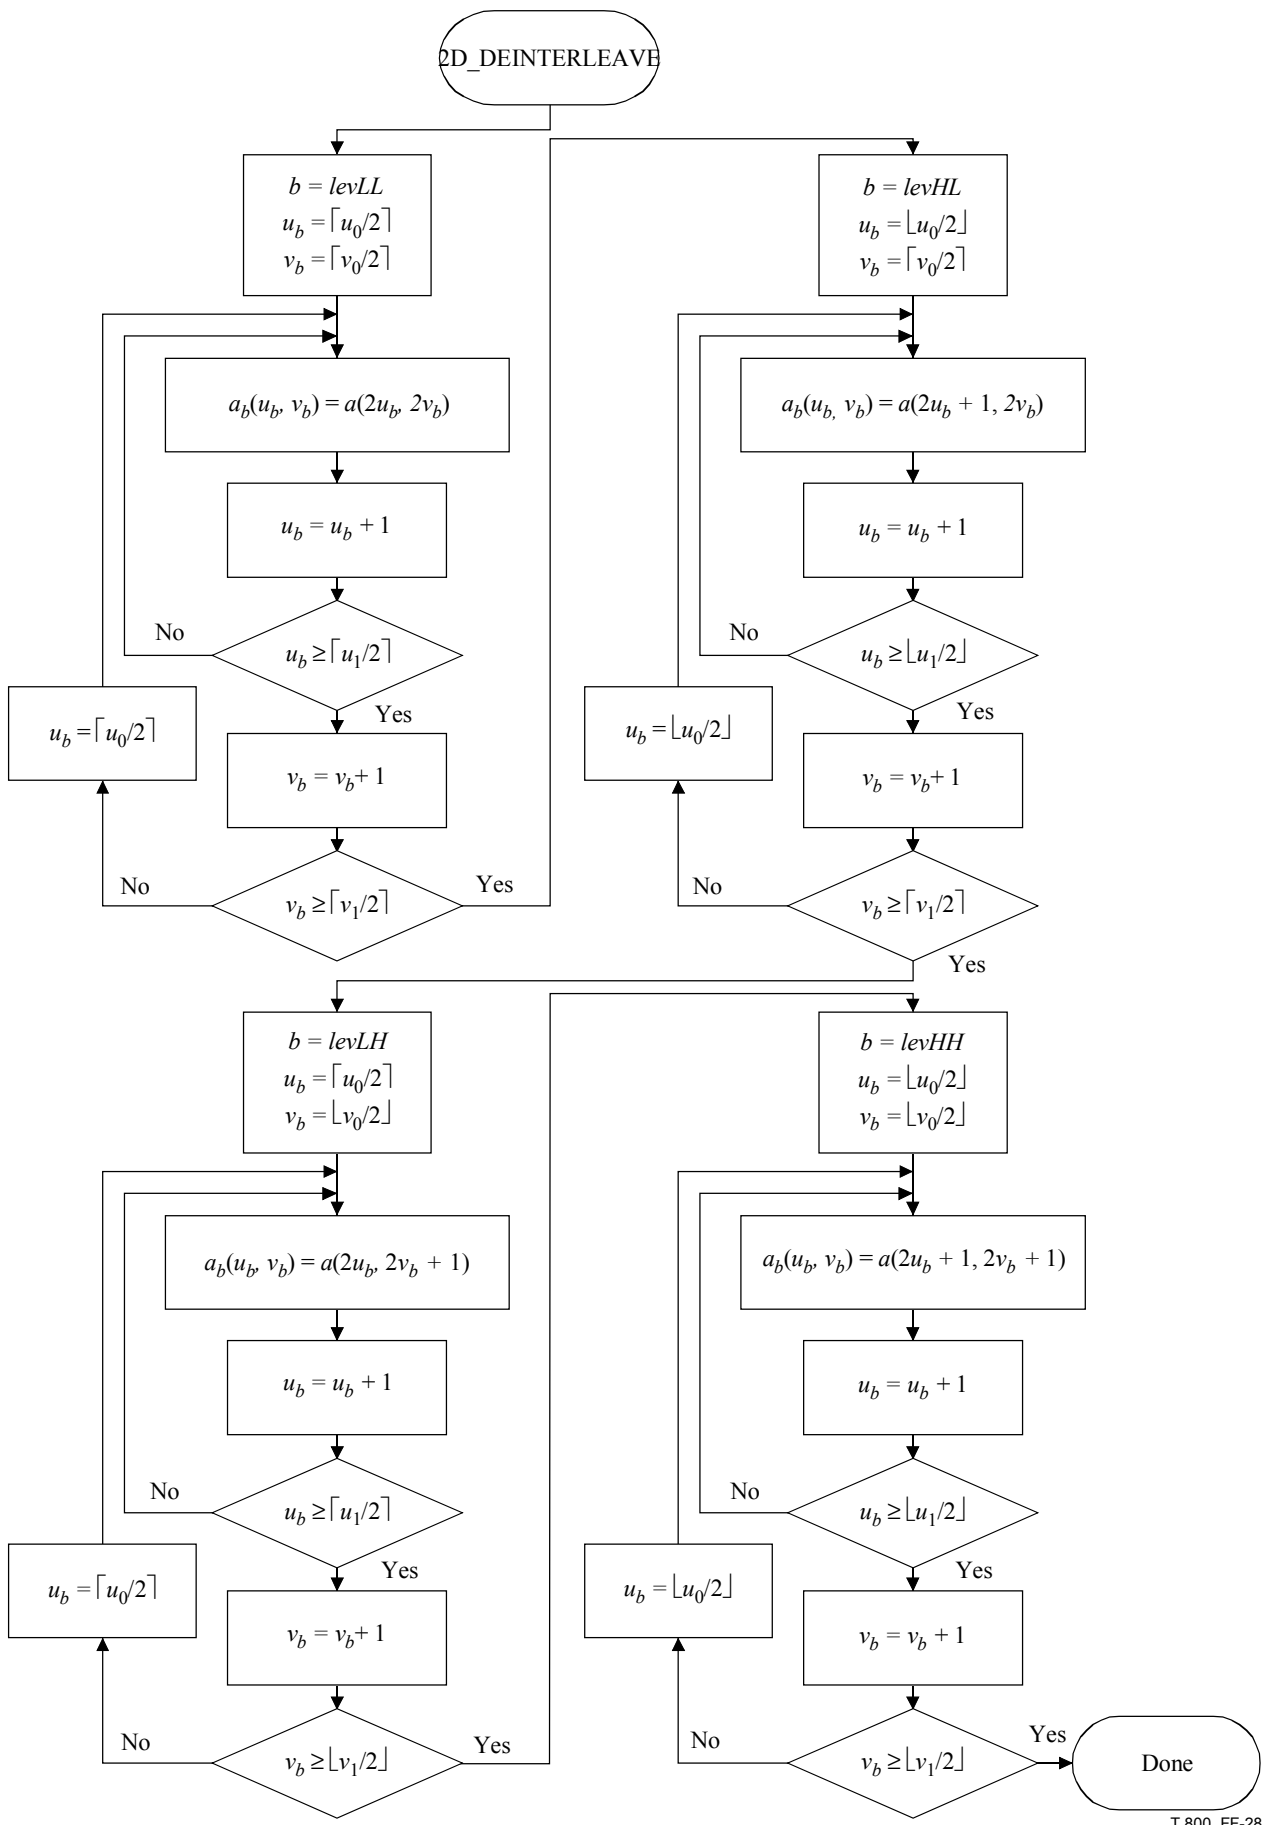 2D_DEINTERLEAVE
b = levLL
u_b = ⌈u_0/2⌉
v_b = ⌈v_0/2⌉
a_b(u_b, v_b) = a(2u_b, 2v_b)
u_b = u_b + 1
No
u_b ≥ ⌈u_1/2⌉
Yes
u_b = ⌈u_0/2⌉
v_b = v_b + 1
No
v_b ≥ ⌈v_1/2⌉
Yes
b = levHL
u_b = ⌊u_0/2⌋
v_b = ⌈v_0/2⌉
a_b(u_b, v_b) = a(2u_b + 1, 2v_b)
u_b = u_b + 1
No
u_b ≥ ⌊u_1/2⌋
Yes
u_b = ⌊u_0/2⌋
v_b = v_b + 1
No
v_b ≥ ⌈v_1/2⌉
Yes
b = levLH
u_b = ⌈u_0/2⌉
v_b = ⌊v_0/2⌋
a_b(u_b, v_b) = a(2u_b, 2v_b + 1)
u_b = u_b + 1
No
u_b ≥ ⌈u_1/2⌉
Yes
u_b = ⌈u_0/2⌉
v_b = v_b + 1
No
v_b ≥ ⌊v_1/2⌋
Yes
b = levHH
u_b = ⌊u_0/2⌋
v_b = ⌊v_0/2⌋
a_b(u_b, v_b) = a(2u_b + 1, 2v_b + 1)
u_b = u_b + 1
No
u_b ≥ ⌊u_1/2⌋
Yes
u_b = ⌊u_0/2⌋
v_b = v_b + 1
No
v_b ≥ ⌊v_1/2⌋
Yes
Done
T.800_FF-28